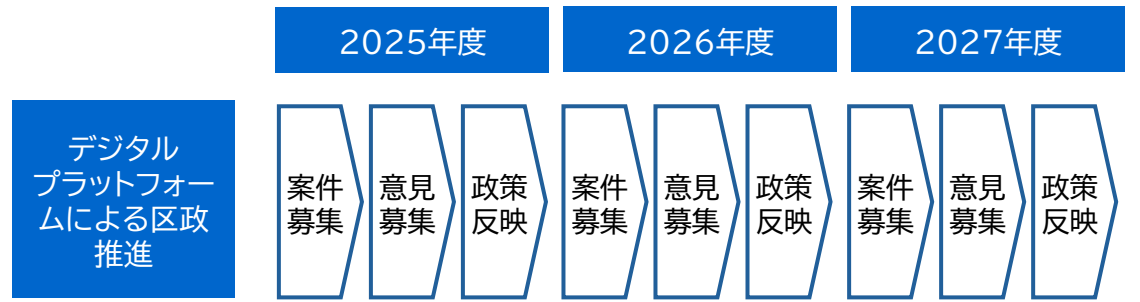 2025年度
2026年度
2027年度
デジタル
プラットフォー
ムによる区政
推進
案件
募集
意見
募集
政策
反映
案件
募集
意見
募集
政策
反映
案件
募集
意見
募集
政策
反映